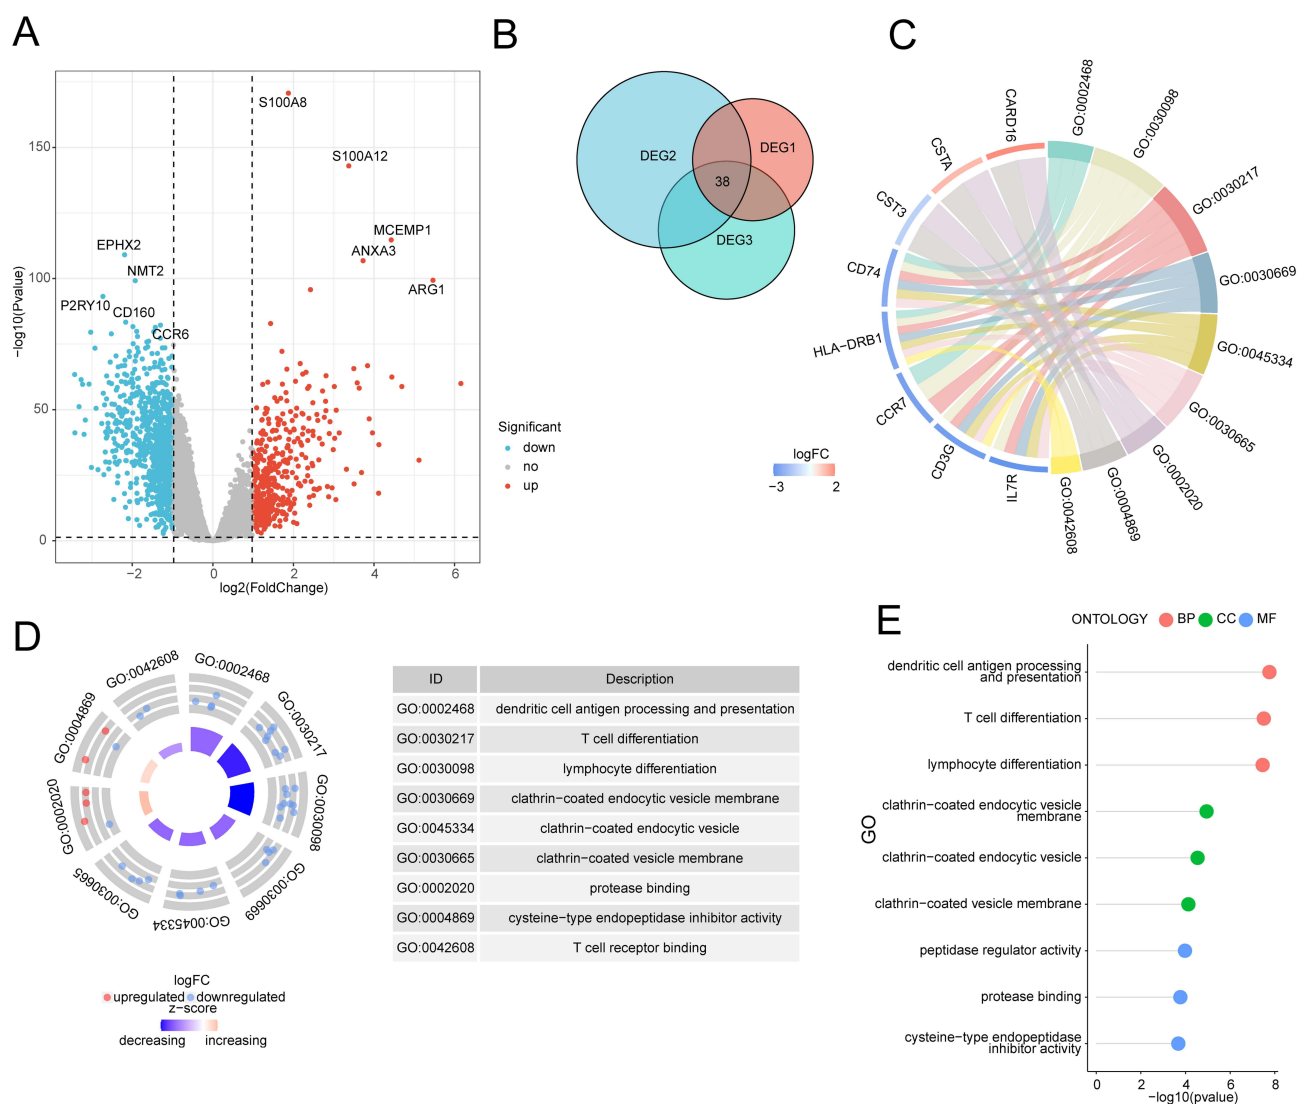 A
S100A8
S100A12
MCEMP1
ANXA3
ARG1
EPHX2
NMT2
P2RY10
CD160
CCR6
150
100
50
0
−log10(Pvalue)
−2
0
2
4
6
log2(FoldChange)
Significant
down
no
up
B
DEG2
DEG1
38
DEG3
C
GO:0002468
GO:0030098
GO:0030217
GO:0030669
GO:0045334
GO:0030665
GO:0002020
GO:0004869
GO:0042608
IL7R
CD3G
CCR7
HLA−DRB1
CD74
CST3
CSTA
CARD16
logFC
−3
2
D
GO:0002468
GO:0030217
GO:0030098
GO:0030669
GO:0045334
GO:0030665
GO:0002020
GO:0004869
GO:0042608
logFC
upregulated
downregulated
z−score
decreasing
increasing
ID Description
GO:0002468 dendritic cell antigen processing and presentation
GO:0030217 T cell differentiation
GO:0030098 lymphocyte differentiation
GO:0030669 clathrin−coated endocytic vesicle membrane
GO:0045334 clathrin−coated endocytic vesicle
GO:0030665 clathrin−coated vesicle membrane
GO:0002020 protease binding
GO:0004869 cysteine−type endopeptidase inhibitor activity
GO:0042608 T cell receptor binding
E
ONTOLOGY BP CC MF
dendritic cell antigen processing
and presentation
T cell differentiation
lymphocyte differentiation
clathrin−coated endocytic vesicle
membrane
clathrin−coated endocytic vesicle
clathrin−coated vesicle membrane
peptidase regulator activity
protease binding
cysteine−type endopeptidase
inhibitor activity
GO
0
2
4
6
8
−log10(pvalue)